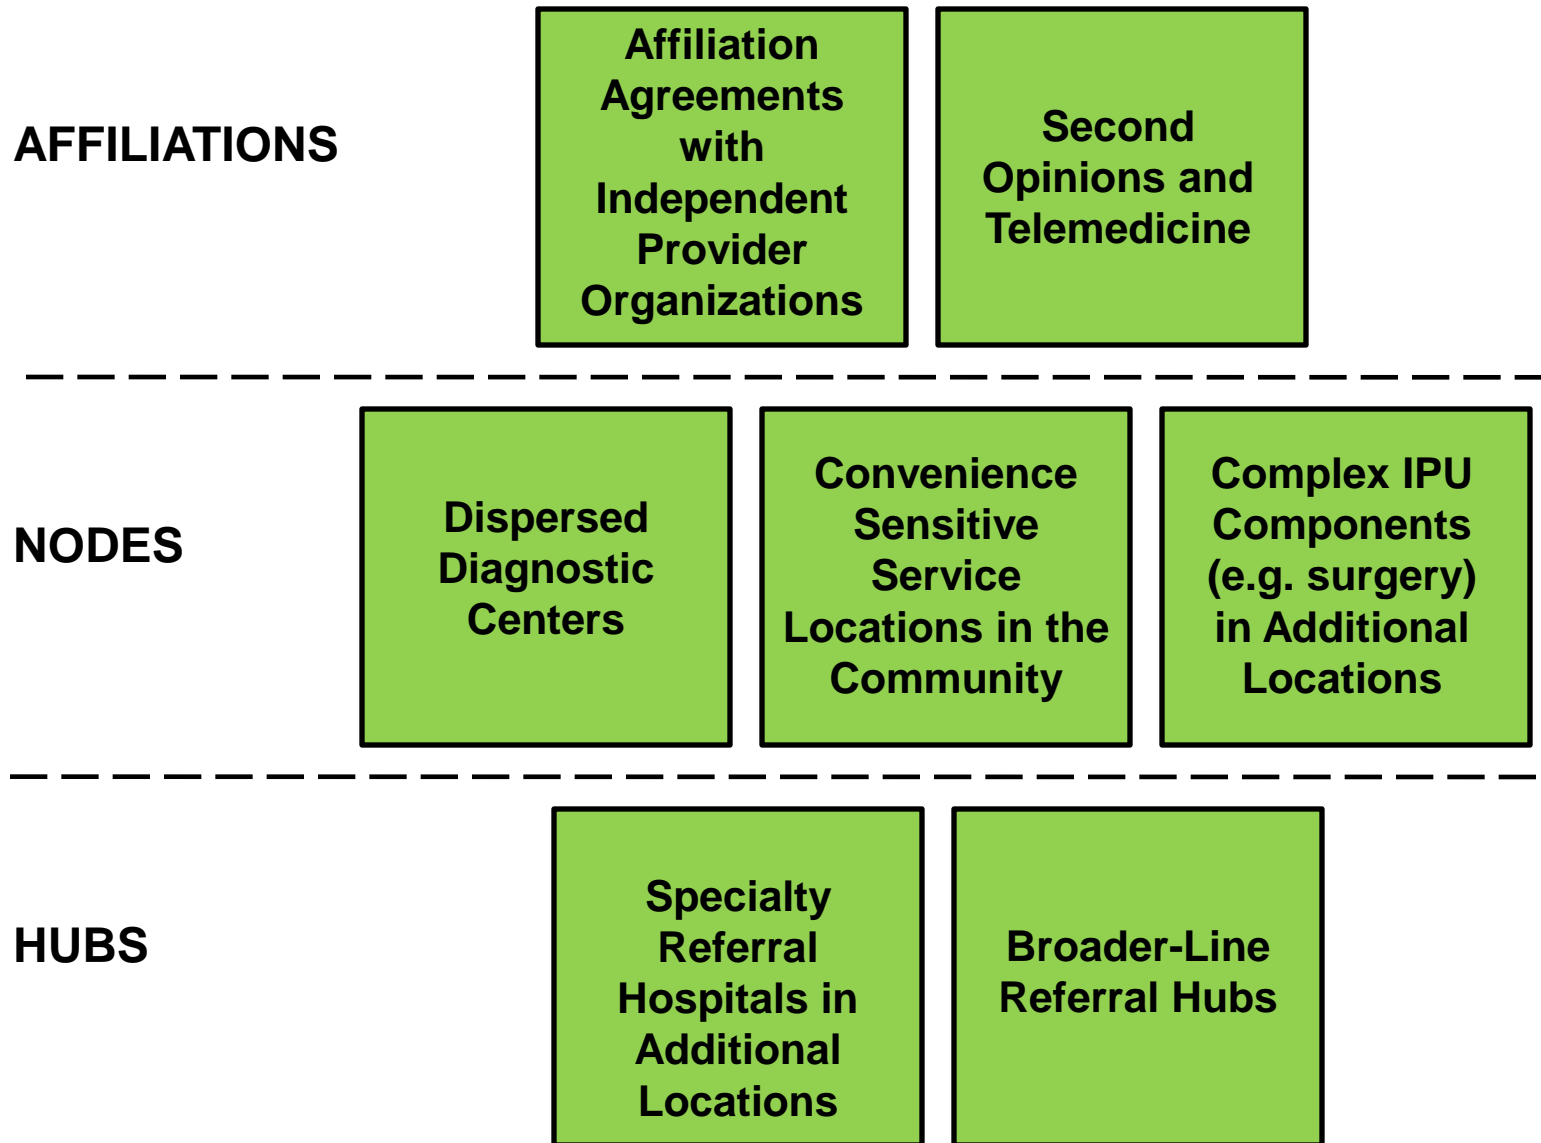 AFFILIATIONS
Affiliation
Agreements
with
Independent
Provider
Organizations
Second
Opinions and
Telemedicine
NODES
Dispersed
Diagnostic
Centers
Convenience
Sensitive
Service
Locations in the
Community
Complex IPU
Components
(e.g. surgery)
in Additional
Locations
HUBS
Specialty
Referral
Hospitals in
Additional
Locations
Broader-Line
Referral Hubs